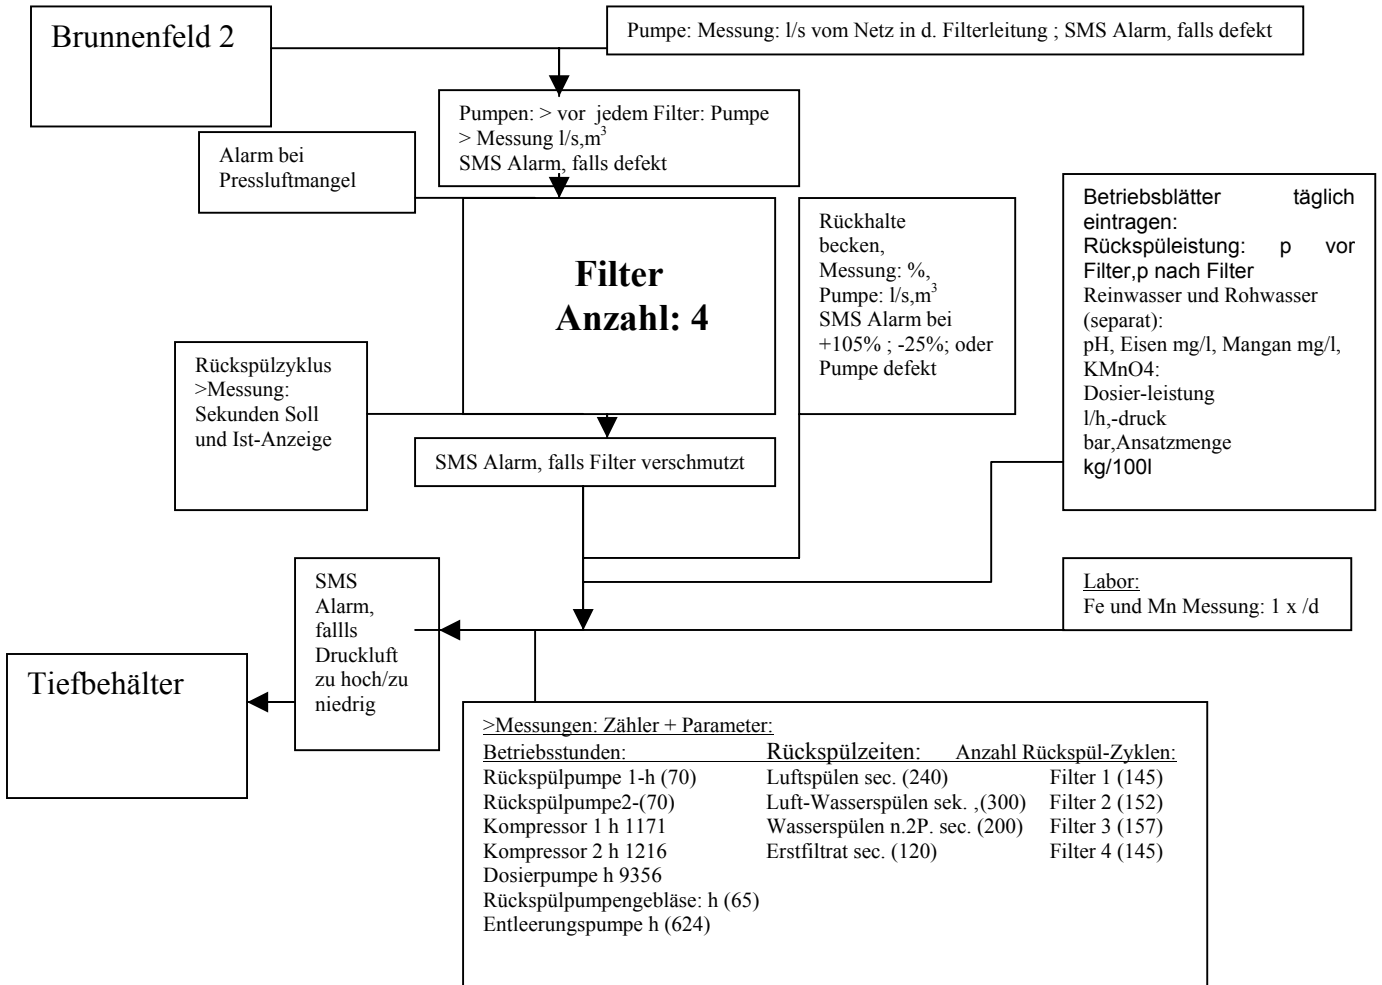 Brunnenfeld 2
Pumpe: Messung: l/s vom Netz in d. Filterleitung ; SMS Alarm, falls defekt
Pumpen: > vor  jedem Filter: Pumpe
> Messung l/s,m³
SMS Alarm, falls defekt
Alarm bei
Pressluftmangel
Filter
Anzahl: 4
Rückhalte
becken,
Messung: %,
Pumpe: l/s,m³
SMS Alarm bei
+105% ; -25%; oder
Pumpe defekt
Betriebsblätter täglich
eintragen:
Rückspüleistung: p vor
Filter,p nach Filter
Reinwasser und Rohwasser
(separat):
pH, Eisen mg/l, Mangan mg/l,
KMnO4:
Dosier-leistung
l/h,-druck
bar,Ansatzmenge
kg/100l
Rückspülzyklus
>Messung:
Sekunden Soll
und Ist-Anzeige
SMS Alarm, falls Filter verschmutzt
SMS
Alarm,
fallls
Druckluft
zu hoch/zu
niedrig
Labor:
Fe und Mn Messung: 1 x /d
Tiefbehälter
>Messungen: Zähler + Parameter:
Betriebsstunden: Rückspülzeiten: Anzahl Rückspül-Zyklen:
Rückspülpumpe 1-h (70) Luftspülen sec. (240) Filter 1 (145)
Rückspülpumpe2-(70) Luft-Wasserspülen sek. ,(300) Filter 2 (152)
Kompressor 1 h 1171 Wasserspülen n.2P. sec. (200) Filter 3 (157)
Kompressor 2 h 1216 Erstfiltrat sec. (120) Filter 4 (145)
Dosierpumpe h 9356
Rückspülpumpengebläse: h (65)
Entleerungspumpe h (624)